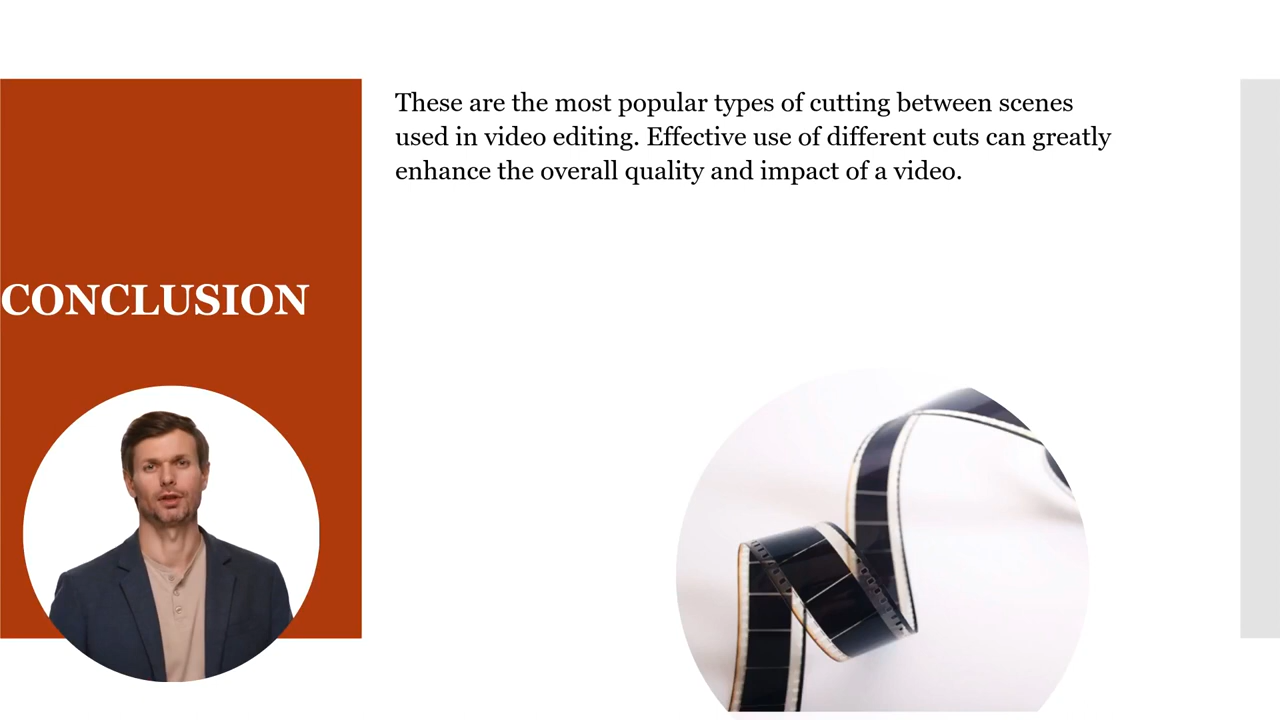 These are the most popular types of cutting between scenes
used in video editing. Effective use of different cuts can greatly
enhance the overall quality and impact of a video.
CONCLUSION